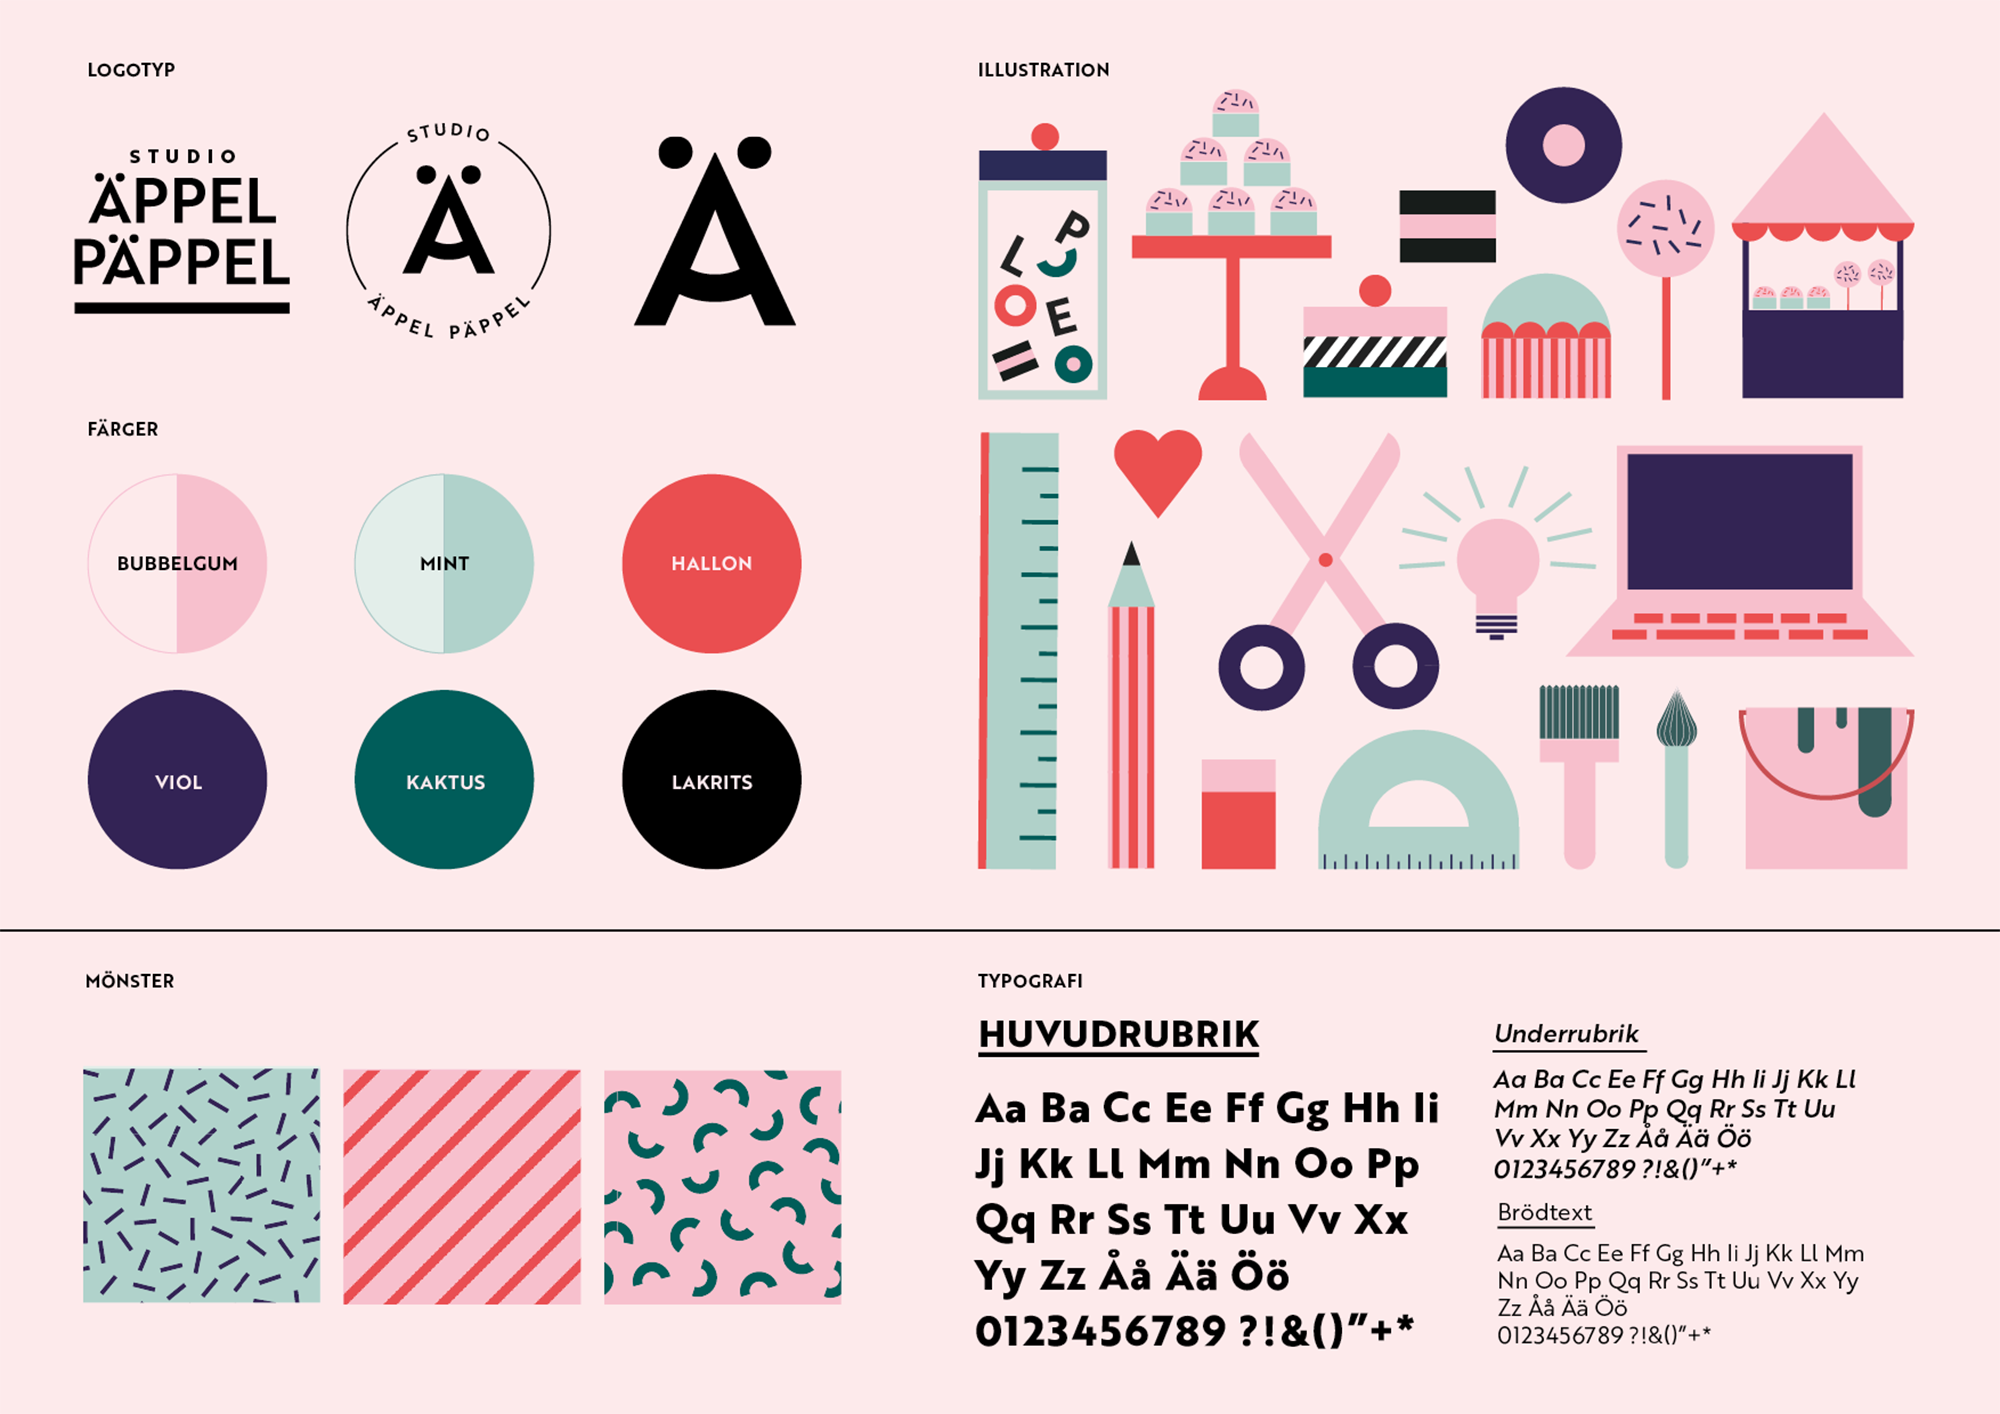 LOGOTYP
STUDIO
ÄPPEL
PÄPPEL
STUDIO
Ä
ÄPPEL PÄPPEL
Ä
FÄRGER
BUBBELGUM
MINT
HALLON
VIOL
KAKTUS
LAKRITS
ILLUSTRATION
P
L
O
E
MÖNSTER
TYPOGRAFI
HUVUDRUBRIK
Aa Ba Cc Ee Ff Gg Hh Ii
Jj Kk Ll Mm Nn Oo Pp
Qq Rr Ss Tt Uu Vv Xx
Yy Zz Åå Ää Öö
0123456789 ?!&()”+*
Underrubrik
Aa Ba Cc Ee Ff Gg Hh Ii Jj Kk Ll
Mm Nn Oo Pp Qq Rr Ss Tt Uu
Vv Xx Yy Zz Åå Ää Öö
0123456789 ?!&()”+*
Brödtext
Aa Ba Cc Ee Ff Gg Hh Ii Jj Kk Ll Mm
Nn Oo Pp Qq Rr Ss Tt Uu Vv Xx Yy
Zz Åå Ää Öö
0123456789 ?!&()”+*